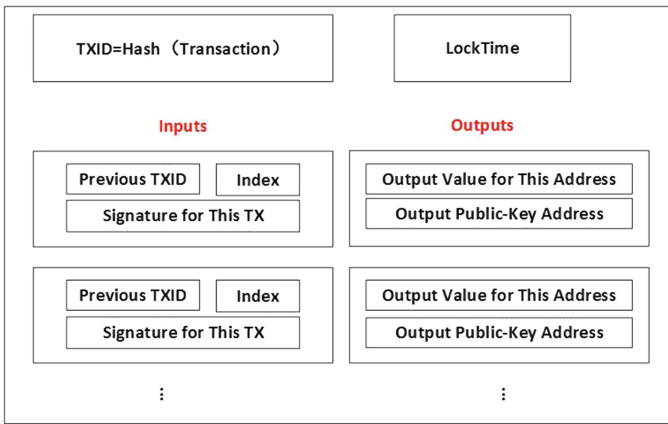 TXID=Hash（Transaction）
LockTime
Inputs
Outputs
Previous TXID
Index
Signature for This TX
Output Value for This Address
Output Public-Key Address
Previous TXID
Index
Signature for This TX
Output Value for This Address
Output Public-Key Address
⋮
⋮